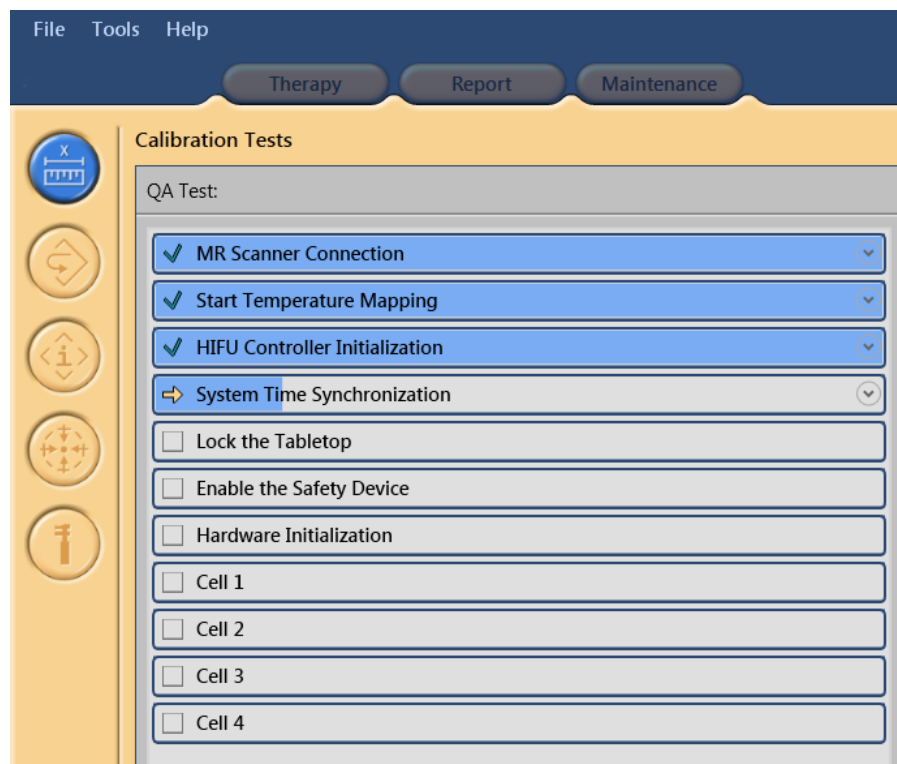 File Tools Help
Therapy Report Maintenance
Calibration Tests
X
QA Test:
MR Scanner Connection
Start Temperature Mapping
HIFU Controller Initialization
System Time Synchronization
Lock the Tabletop
Enable the Safety Device
Hardware Initialization
Cell 1
Cell 2
Cell 3
Cell 4